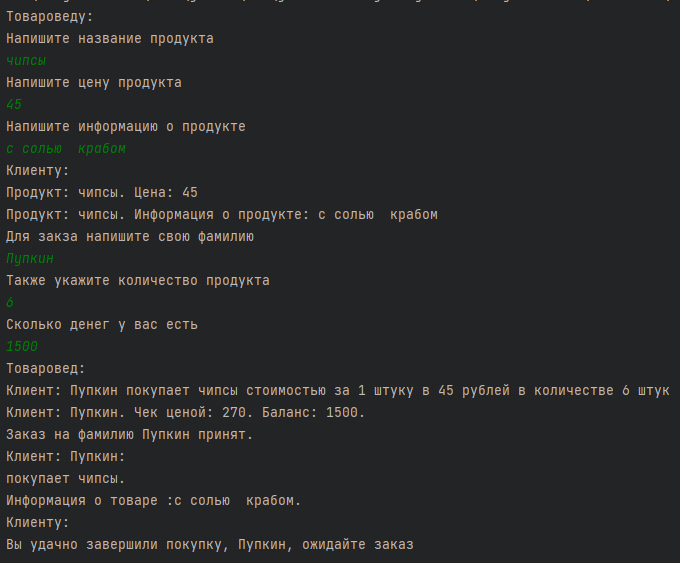 Товароведу:
Напишите название продукта
чипсы
Напишите цену продукта
45
Напишите информацию о продукте
с солью  крабом
Клиенту:
Продукт: чипсы. Цена: 45
Продукт: чипсы. Информация о продукте: с солью  крабом
Для закза напишите свою фамилию
Пупкин
Также укажите количество продукта
6
Сколько денег у вас есть
1500
Товаровед:
Клиент: Пупкин покупает чипсы стоимостью за 1 штуку в 45 рублей в количестве 6 штук
Клиент: Пупкин. Чек ценой: 270. Баланс: 1500.
Заказ на фамилию Пупкин принят.
Клиент: Пупкин:
покупает чипсы.
Информация о товаре :с солью  крабом.
Клиенту:
Вы удачно завершили покупку, Пупкин, ожидайте заказ